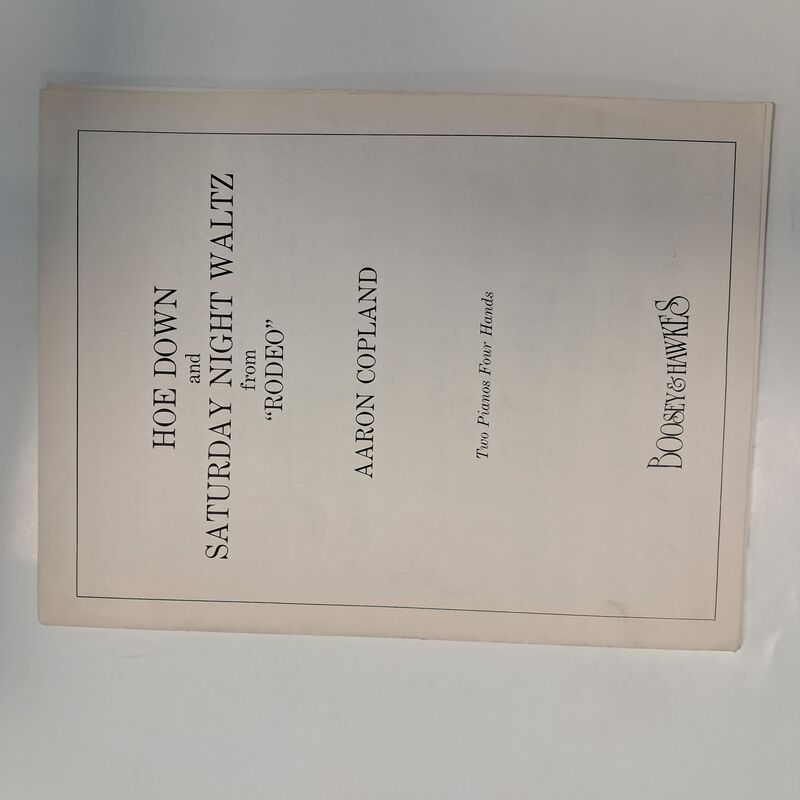 HOE DOWN
and
SATURDAY NIGHT WALTZ
from
“RODEO”
AARON COPLAND
Two Pianos Four Hands
BOOSEY & HAWKES